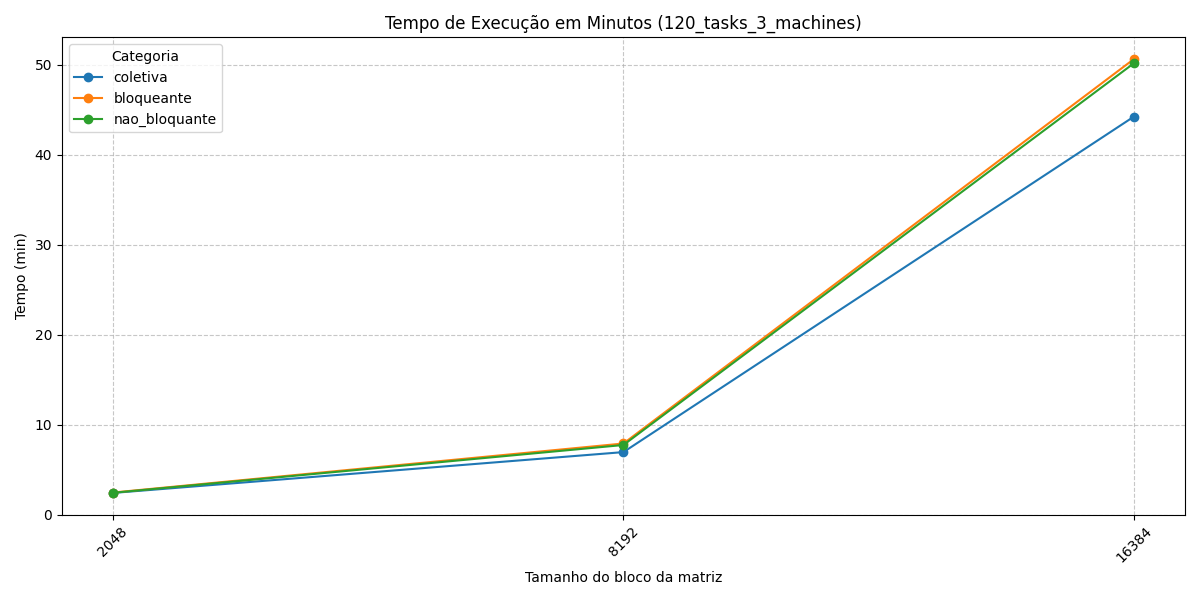 Tempo de Execução em Minutos (120_tasks_3_machines)
Categoria
coletiva
bloqueante
nao_bloquante
50
40
30
20
10
0
Tempo (min)
2048
8192
16384
Tamanho do bloco da matriz